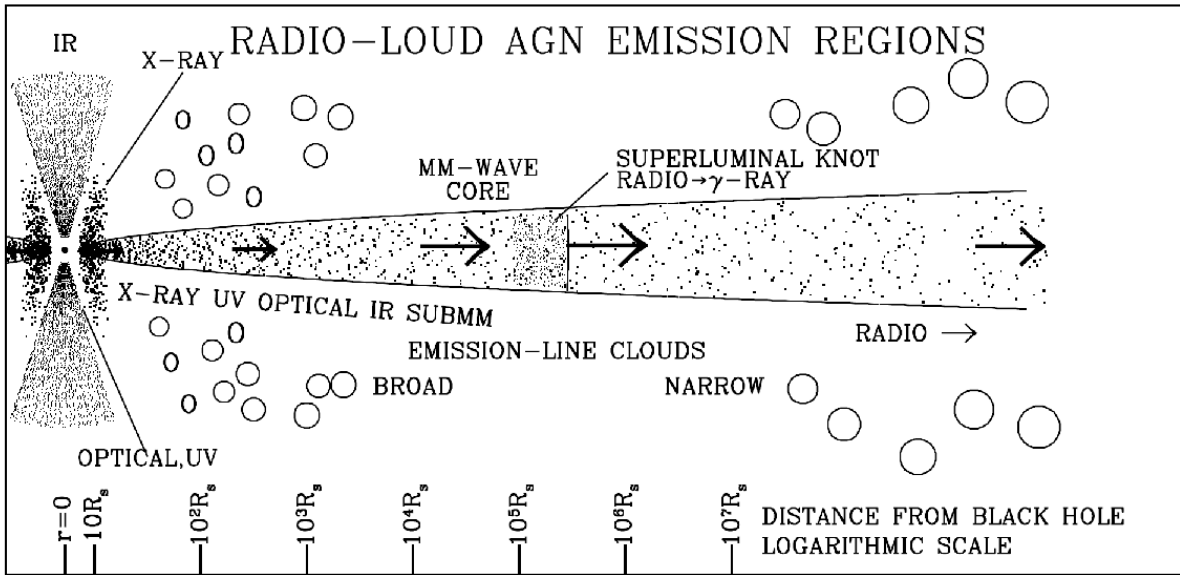 IR
RADIO-LOUD AGN EMISSION REGIONS
X-RAY
MM-WAVE
CORE
SUPERLUMINAL KNOT
RADIO→γ-RAY
X-RAY UV OPTICAL IR SUBMM
RADIO →
EMISSION-LINE CLOUDS
BROAD
NARROW
OPTICAL,UV
r=0
10Rₛ
10²Rₛ
10³Rₛ
10⁴Rₛ
10⁵Rₛ
10⁶Rₛ
10⁷Rₛ
DISTANCE FROM BLACK HOLE
LOGARITHMIC SCALE